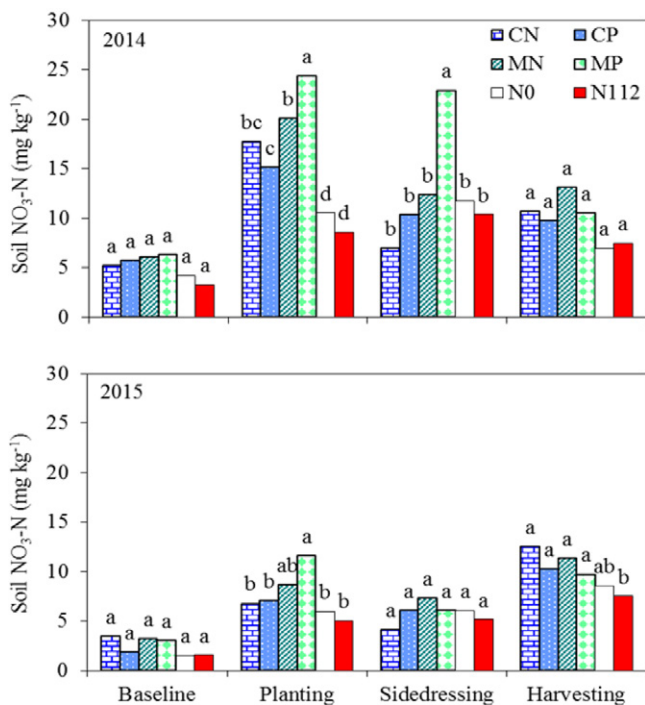 30
25
20
15
10
5
0
Soil NO₃-N (mg kg⁻¹)
2014
CN CP
MN MP
N0 N112
a a a a a a
bc c b a d d
b b b a b b
a a a a a a
30
25
20
15
10
5
0
Soil NO₃-N (mg kg⁻¹)
2015
a a a a a a
b b ab a b b
a a a a a a
a a a a ab b
Baseline Planting Sidedressing Harvesting